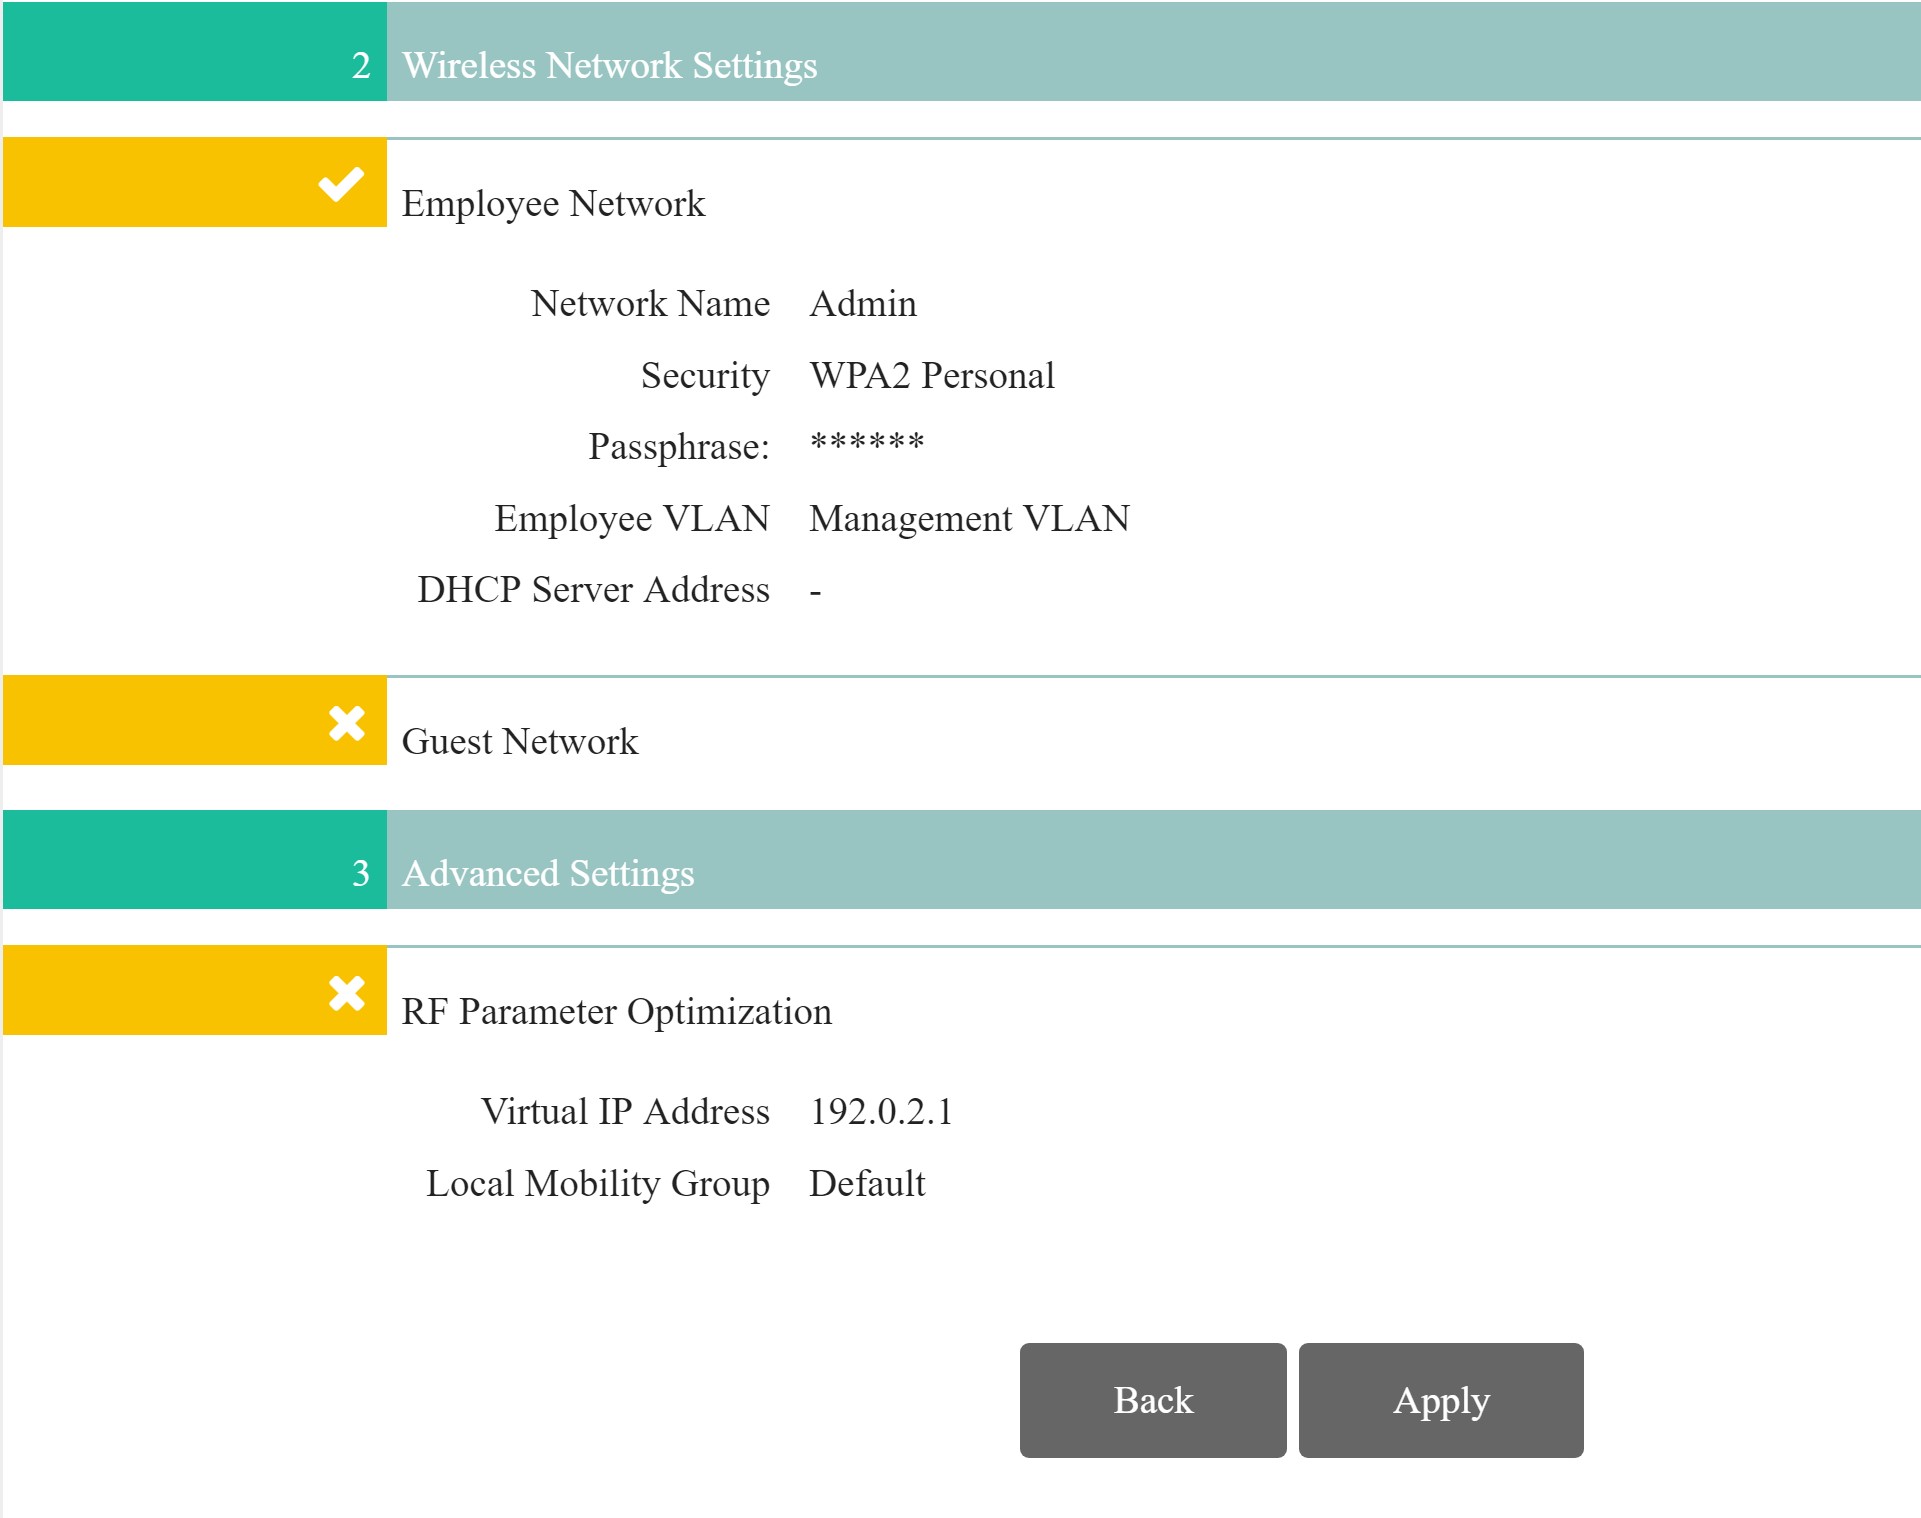 2 Wireless Network Settings
Employee Network
Network Name Admin
Security WPA2 Personal
Passphrase: ******
Employee VLAN Management VLAN
DHCP Server Address -
Guest Network
3 Advanced Settings
RF Parameter Optimization
Virtual IP Address 192.0.2.1
Local Mobility Group Default
Back Apply